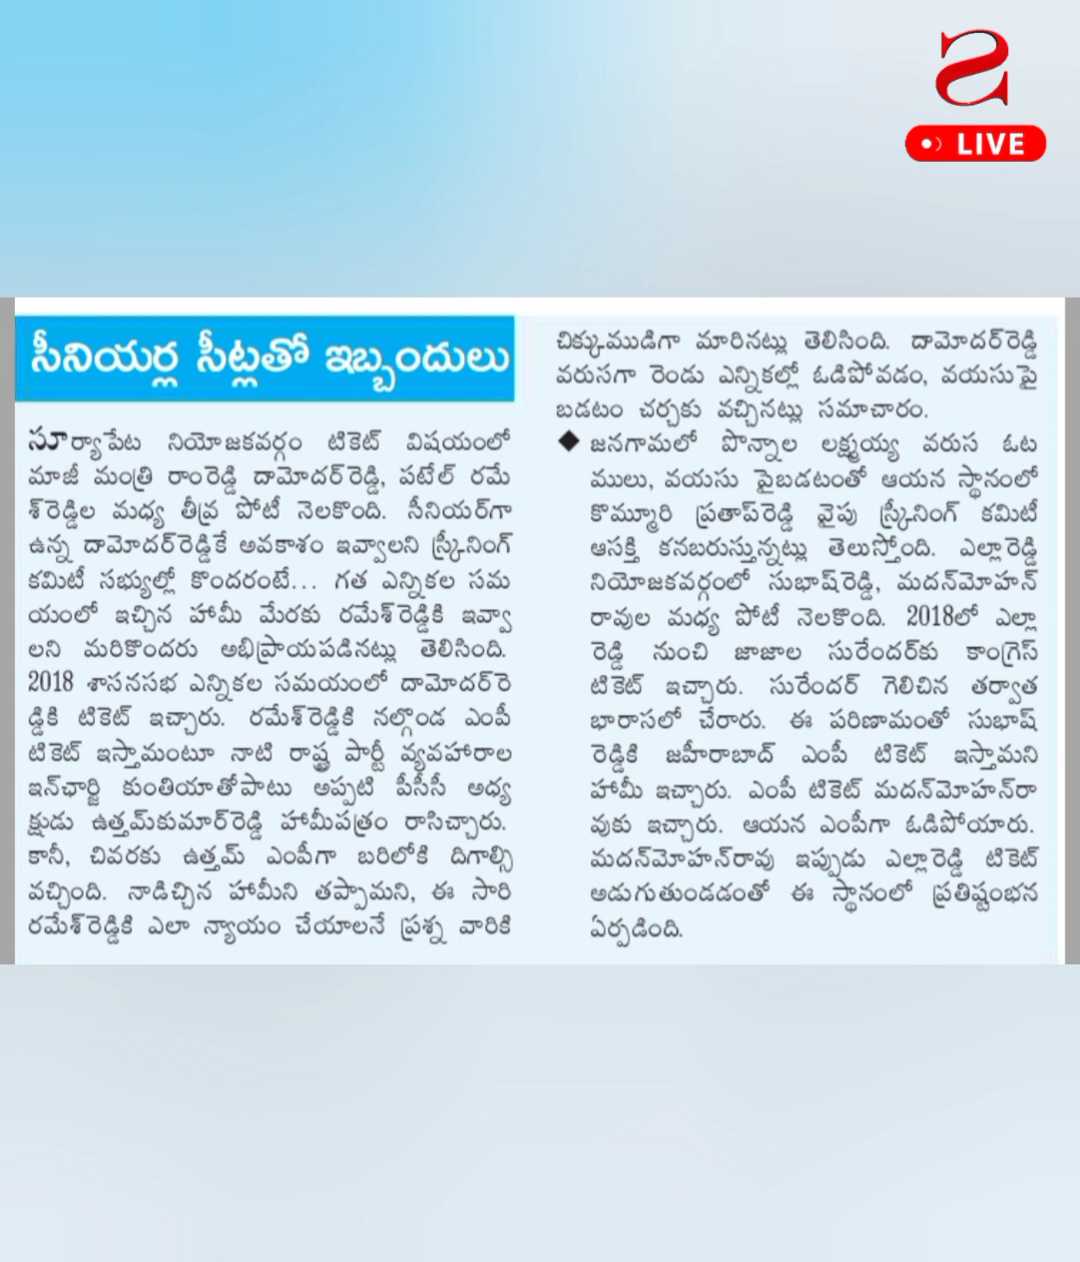 LIVE
సీనియర్ల సీట్లతో ఇబ్బందులు
సూర్యాపేట నియోజకవర్గం టికెట్ విషయంలో
మాజీ మంత్రి రాంరెడ్డి దామోదర్‌రెడ్డి, పటేల్ రమే
శ్‌రెడ్డిల మధ్య తీవ్ర పోటీ నెలకొంది. సీనియర్‌గా
ఉన్న దామోదర్‌రెడ్డికే అవకాశం ఇవ్వాలని స్క్రీనింగ్
కమిటీ సభ్యుల్లో కొందరంటే... గత ఎన్నికల సమ
యంలో ఇచ్చిన హామీ మేరకు రమేశ్‌రెడ్డికి ఇవ్వా
లని మరికొందరు అభిప్రాయపడినట్లు తెలిసింది.
2018 శాసనసభ ఎన్నికల సమయంలో దామోదర్‌రె
డ్డికి టికెట్ ఇచ్చారు. రమేశ్‌రెడ్డికి నల్గొండ ఎంపీ
టికెట్ ఇస్తామంటూ నాటి రాష్ట్ర పార్టీ వ్యవహారాల
ఇన్‌ఛార్జి కుంతియాతోపాటు అప్పటి పీసీసీ అధ్య
క్షుడు ఉత్తమ్‌కుమార్‌రెడ్డి హామీపత్రం రాసిచ్చారు.
కానీ, చివరకు ఉత్తమ్ ఎంపీగా బరిలోకి దిగాల్సి
వచ్చింది. నాడిచ్చిన హామీని తప్పామని, ఈ సారి
రమేశ్‌రెడ్డికి ఎలా న్యాయం చేయాలనే ప్రశ్న వారికి
చిక్కుముడిగా మారినట్లు తెలిసింది. దామోదర్‌రెడ్డి
వరుసగా రెండు ఎన్నికల్లో ఓడిపోవడం, వయసుపై
బడటం చర్చకు వచ్చినట్లు సమాచారం.
◆ జనగామలో పొన్నాల లక్ష్మయ్య వరుస ఓట
ములు, వయసు పైబడటంతో ఆయన స్థానంలో
కొమ్మూరి ప్రతాప్‌రెడ్డి వైపు స్క్రీనింగ్ కమిటీ
ఆసక్తి కనబరుస్తున్నట్లు తెలుస్తోంది. ఎల్లారెడ్డి
నియోజకవర్గంలో సుభాష్‌రెడ్డి, మదన్‌మోహన్
రావుల మధ్య పోటీ నెలకొంది. 2018లో ఎల్లా
రెడ్డి నుంచి జాజాల సురేందర్‌కు కాంగ్రెస్
టికెట్ ఇచ్చారు. సురేందర్ గెలిచిన తర్వాత
భారాసలో చేరారు. ఈ పరిణామంతో సుభాష్
రెడ్డికి జహీరాబాద్ ఎంపీ టికెట్ ఇస్తామని
హామీ ఇచ్చారు. ఎంపీ టికెట్ మదన్‌మోహన్‌రా
వుకు ఇచ్చారు. ఆయన ఎంపీగా ఓడిపోయారు.
మదన్‌మోహన్‌రావు ఇప్పుడు ఎల్లారెడ్డి టికెట్
అడుగుతుండడంతో ఈ స్థానంలో ప్రతిష్టంభన
ఏర్పడింది.